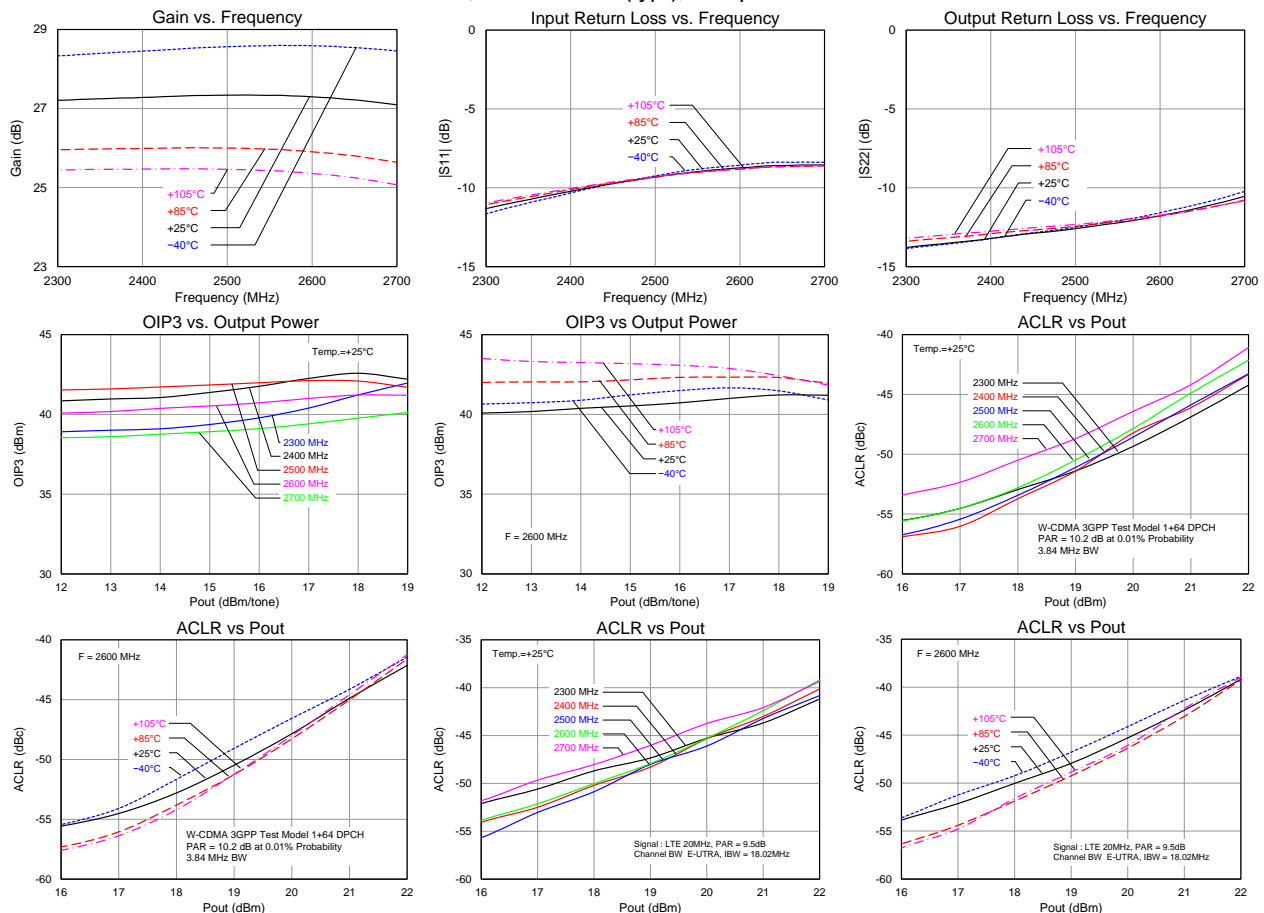 Gain vs. Frequency
29
27
25
23
Gain (dB)
+105°C
+85°C
+25°C
−40°C
2300 2400 2500 2600 2700
Frequency (MHz)
Input Return Loss vs. Frequency
0
-5
-10
-15
|S11| (dB)
+105°C
+85°C
+25°C
−40°C
2300 2400 2500 2600 2700
Frequency (MHz)
Output Return Loss vs. Frequency
0
-5
-10
-15
|S22| (dB)
+105°C
+85°C
+25°C
−40°C
2300 2400 2500 2600 2700
Frequency (MHz)
OIP3 vs. Output Power
45
40
35
30
OIP3 (dBm)
Temp.=+25°C
2300 MHz
2400 MHz
2500 MHz
2600 MHz
2700 MHz
12 13 14 15 16 17 18 19
Pout (dBm/tone)
OIP3 vs Output Power
45
40
35
30
OIP3 (dBm)
+105°C
+85°C
+25°C
−40°C
F = 2600 MHz
12 13 14 15 16 17 18 19
Pout (dBm/tone)
ACLR vs Pout
-40
-45
-50
-55
-60
ACLR (dBc)
Temp.=+25°C
2300 MHz
2400 MHz
2500 MHz
2600 MHz
2700 MHz
W-CDMA 3GPP Test Model 1+64 DPCH
PAR = 10.2 dB at 0.01% Probability
3.84 MHz BW
16 17 18 19 20 21 22
Pout (dBm)
ACLR vs Pout
-40
-45
-50
-55
-60
ACLR (dBc)
F = 2600 MHz
+105°C
+85°C
+25°C
−40°C
W-CDMA 3GPP Test Model 1+64 DPCH
PAR = 10.2 dB at 0.01% Probability
3.84 MHz BW
16 17 18 19 20 21 22
Pout (dBm)
ACLR vs Pout
-35
-40
-45
-50
-55
-60
ACLR (dBc)
Temp.=+25°C
2300 MHz
2400 MHz
2500 MHz
2600 MHz
2700 MHz
Signal : LTE 20MHz, PAR = 9.5dB
Channel BW E-UTRA, IBW = 18.02MHz
16 17 18 19 20 21 22
Pout (dBm)
ACLR vs Pout
-35
-40
-45
-50
-55
-60
ACLR (dBc)
F = 2600 MHz
+105°C
+85°C
+25°C
−40°C
Signal : LTE 20MHz, PAR = 9.5dB
Channel BW E-UTRA, IBW = 18.02MHz
16 17 18 19 20 21 22
Pout (dBm)